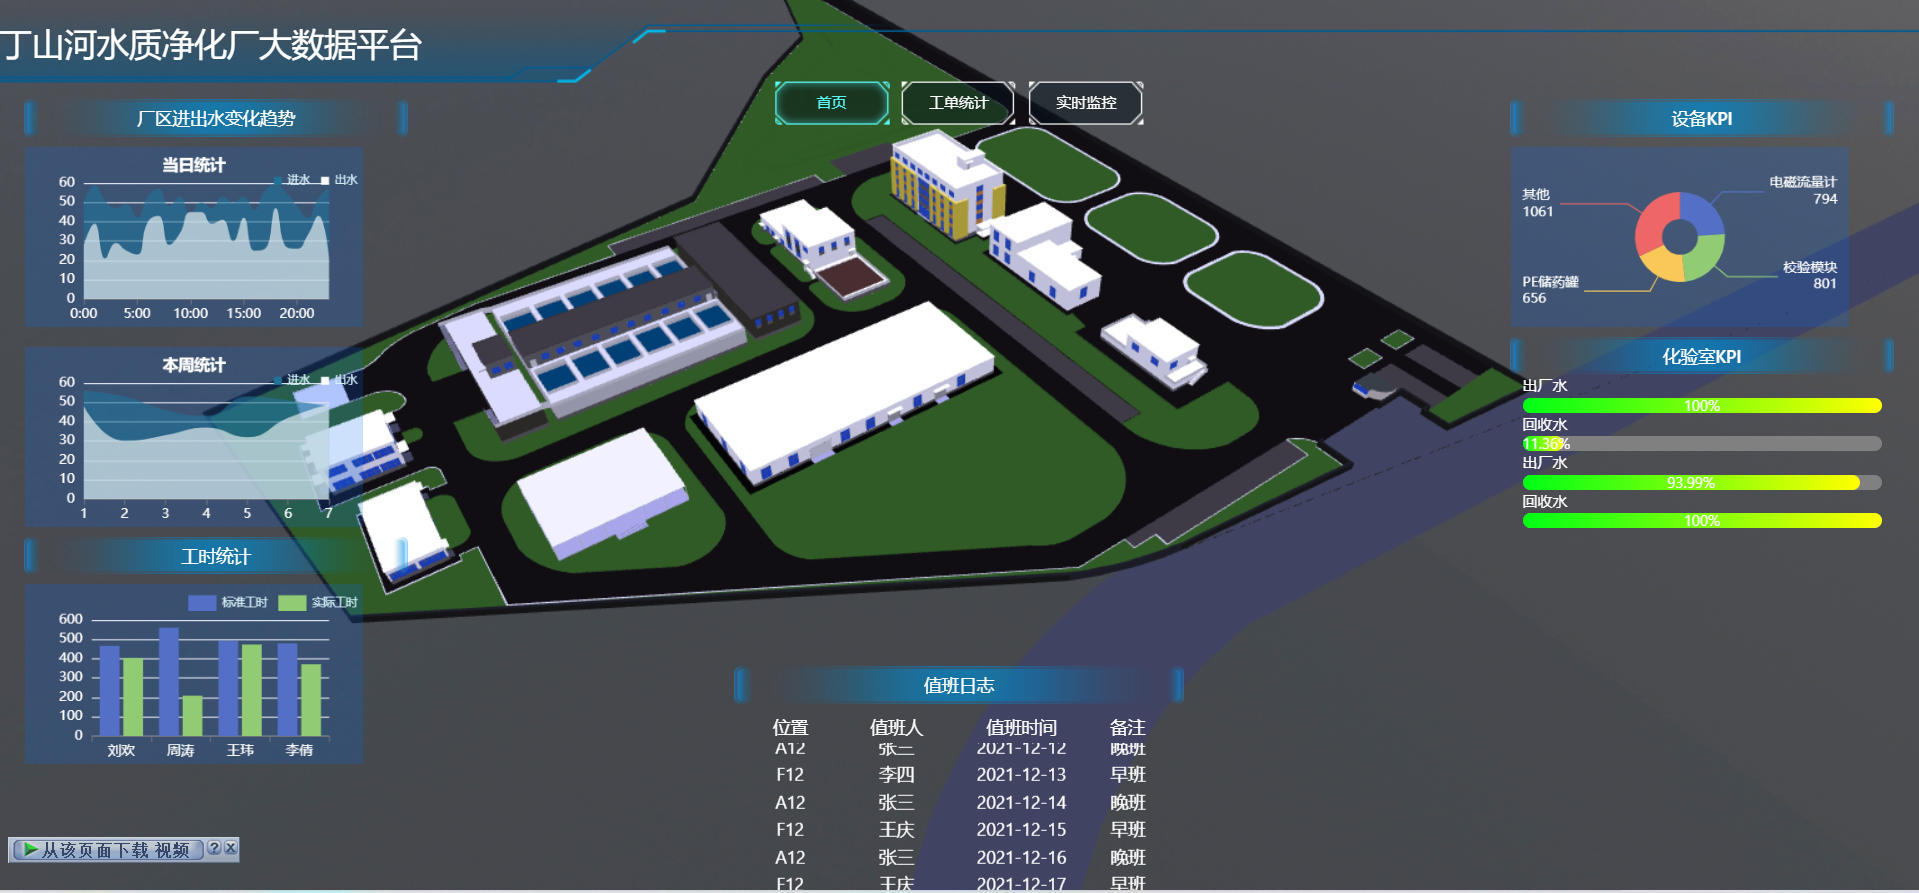 丁山河水质净化厂大数据平台
首页 工单统计 实时监控
厂区进出水变化趋势
当日统计
进水 出水
60
50
40
30
20
10
0
0:00 5:00 10:00 15:00 20:00
本周统计
进水 出水
60
50
40
30
20
10
0
1 2 3 4 5 6 7
工时统计
标准工时 实际工时
600
500
400
300
200
100
0
刘欢 周涛 王玮 李倩
设备KPI
其他
1061
电磁流量计
794
PE储药罐
656
校验模块
801
化验室KPI
出厂水
100%
回收水
11.36%
出厂水
93.99%
回收水
100%
值班日志
位置 值班人 值班时间 备注
A12 张三 2021-12-12 晚班
F12 李四 2021-12-13 早班
A12 张三 2021-12-14 晚班
F12 王庆 2021-12-15 早班
A12 张三 2021-12-16 晚班
F12 王庆 2021-12-17 早班
从该页面下载 视频 ? X